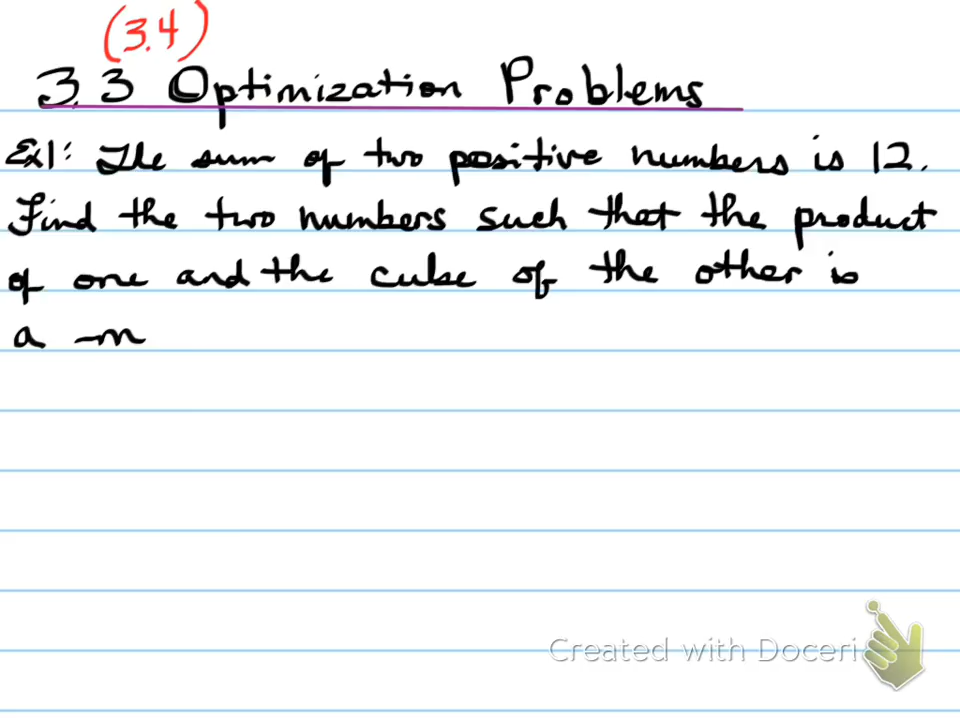 (3.4)
3.3 Optimization Problems
Ex1: The sum of two positive numbers is 12.
Find the two numbers such that the product
of one and the cube of the other is
a m
Created with Doceri